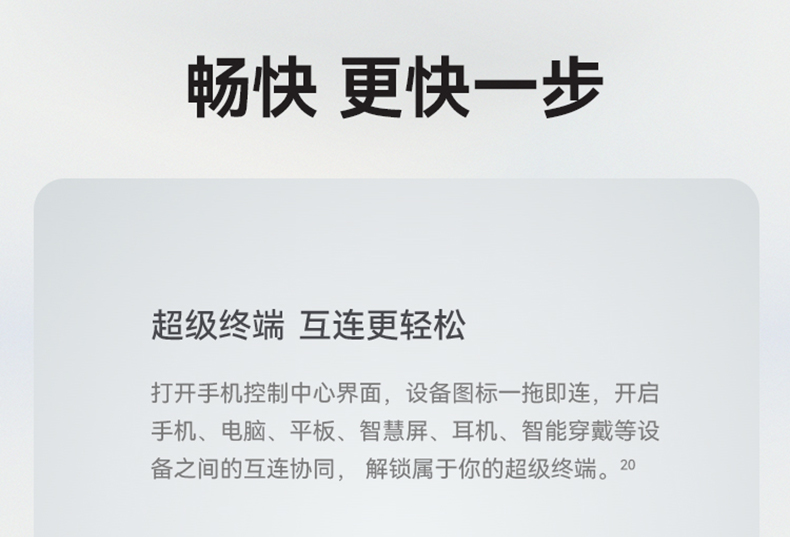 畅快 更快一步
超级终端 互连更轻松
打开手机控制中心界面，设备图标一拖即连，开启
手机、电脑、平板、智慧屏、耳机、智能穿戴等设
备之间的互连协同， 解锁属于你的超级终端。20